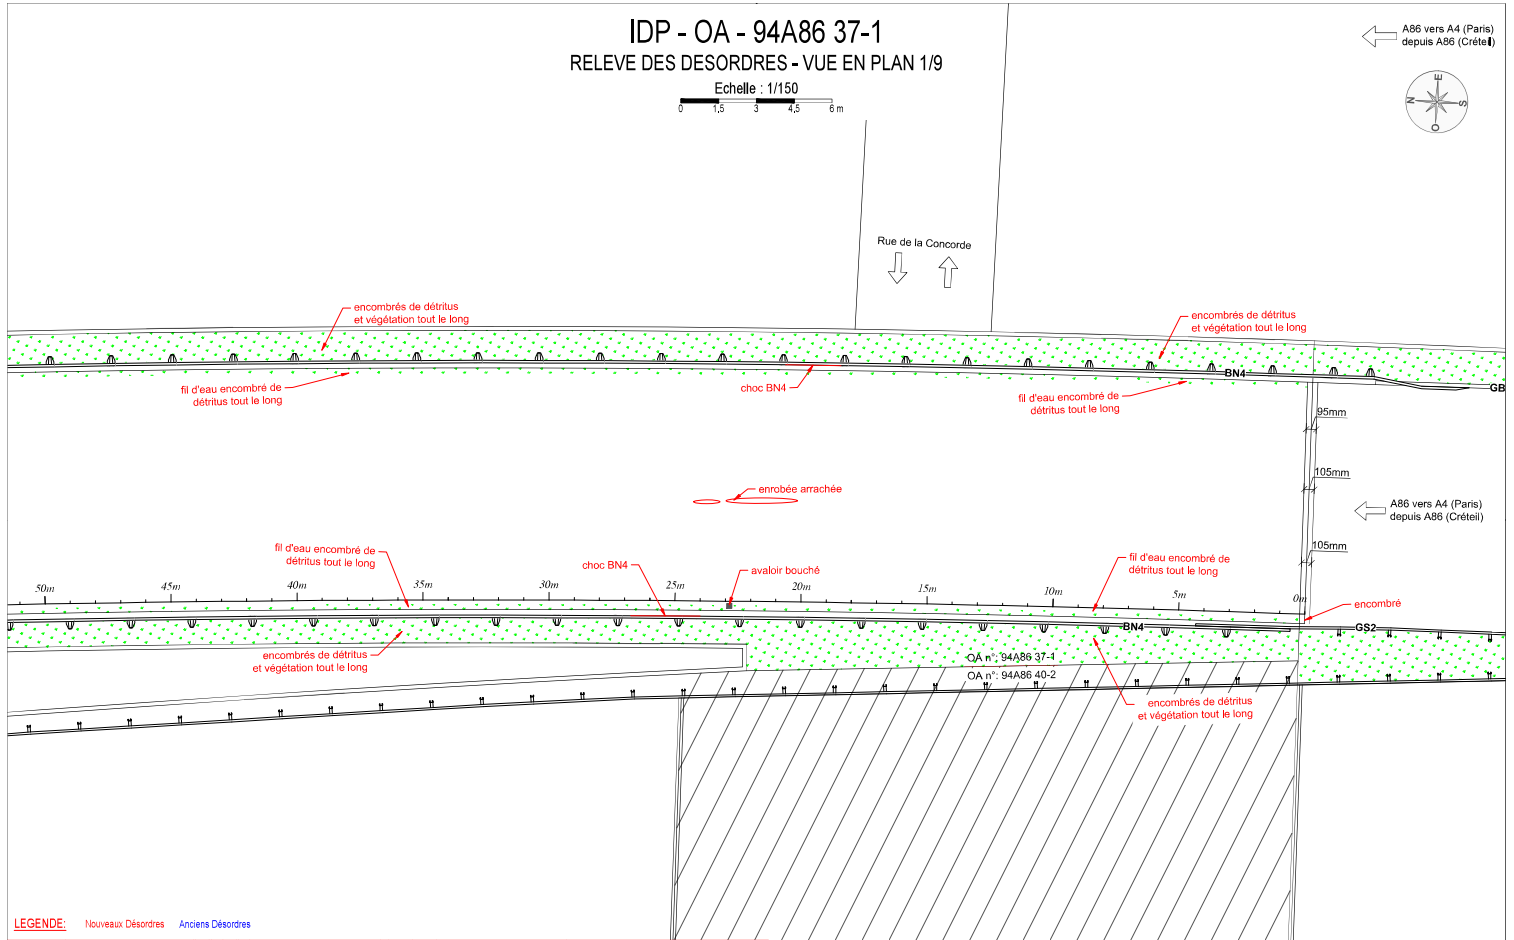 IDP - OA - 94A86 37-1
RELEVE DES DESORDRES - VUE EN PLAN 1/9
Echelle : 1/150
0 1,5 3 4,5 6 m
A86 vers A4 (Paris)
depuis A86 (Créteil)
N E S O
Rue de la Concorde
encombrés de détritus
et végétation tout le long
encombrés de détritus
et végétation tout le long
fil d'eau encombré de
détritus tout le long
choc BN4
BN4
fil d'eau encombré de
détritus tout le long
GB
95mm
105mm
enrobée arrachée
A86 vers A4 (Paris)
depuis A86 (Créteil)
105mm
fil d'eau encombré de
détritus tout le long
choc BN4
avaloir bouché
fil d'eau encombré de
détritus tout le long
50m 45m 40m 35m 30m 25m 20m 15m 10m 5m 0m
encombré
BN4
GS2
encombrés de détritus
et végétation tout le long
OA n°: 94A86 37-1
OA n°: 94A86 40-2
encombrés de détritus
et végétation tout le long
LEGENDE: Nouveaux Désordres Anciens Désordres